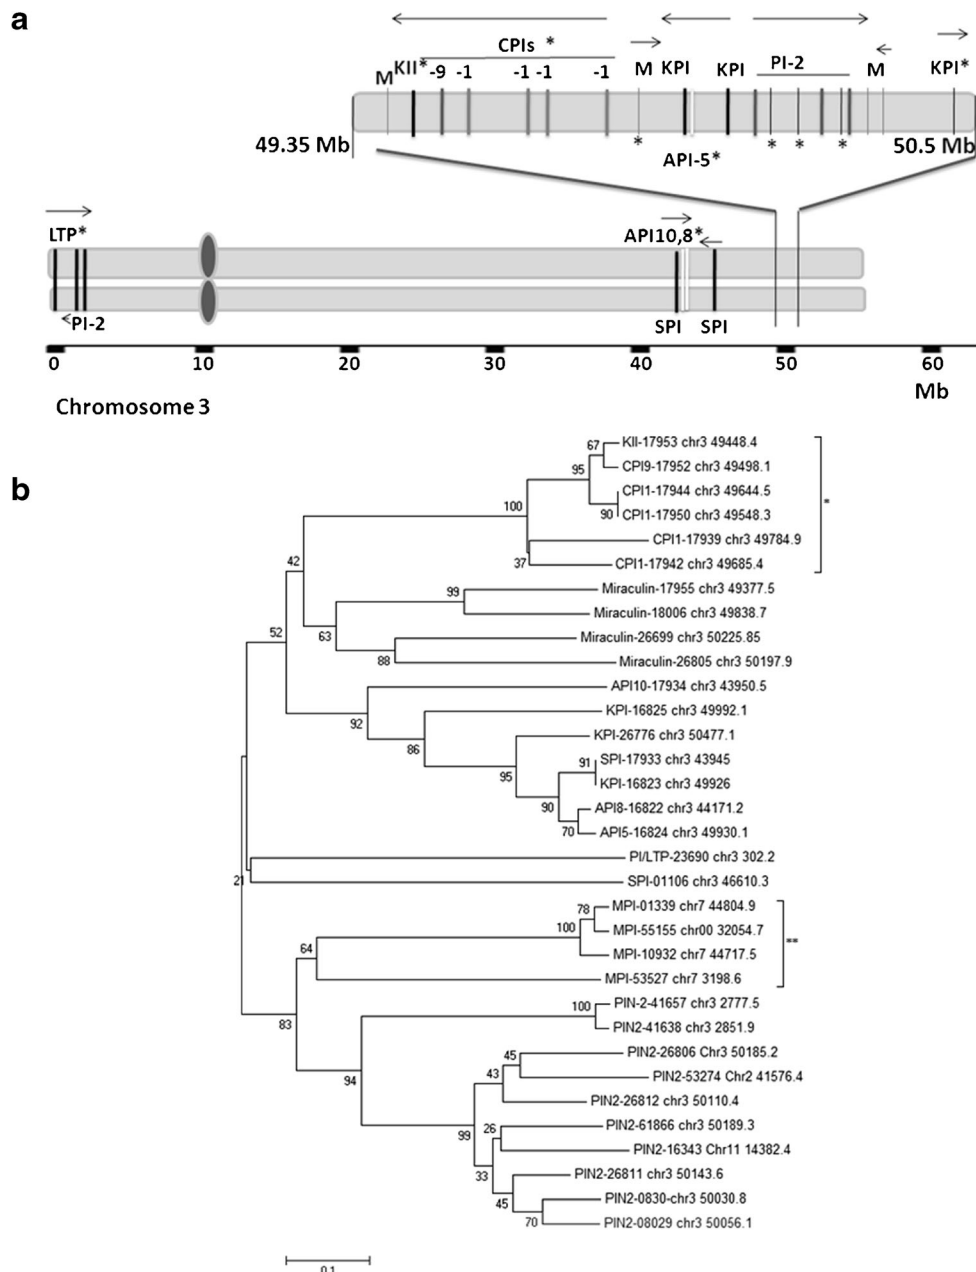 a
CPIs *
M KII* -9 -1 -1 -1 -1 M KPI KPI PI-2 M KPI*
49.35 Mb * API-5* * * * 50.5 Mb
LTP* API10,8*
PI-2 SPI SPI
0 10 20 30 40 50 60
Mb
Chromosome 3
b
67 KII-17953 chr3 49448.4
95 CPI9-17952 chr3 49498.1
CPI1-17944 chr3 49644.5
100 90 CPI1-17950 chr3 49548.3 *
CPI1-17939 chr3 49784.9
37 CPI1-17942 chr3 49685.4
42
99 Miraculin-17955 chr3 49377.5
Miraculin-18006 chr3 49838.7
52 63 Miraculin-26699 chr3 50225.85
88 Miraculin-26805 chr3 50197.9
API10-17934 chr3 43950.5
92 KPI-16825 chr3 49992.1
86 KPI-26776 chr3 50477.1
95 91 SPI-17933 chr3 43945
KPI-16823 chr3 49926
90 API8-16822 chr3 44171.2
70 API5-16824 chr3 49930.1
PI/LTP-23690 chr3 302.2
21 SPI-01106 chr3 46610.3
78 MPI-01339 chr7 44804.9
100 MPI-55155 chr00 32054.7 **
64 MPI-10932 chr7 44717.5
MPI-53527 chr7 3198.6
83 100 PIN-2-41657 chr3 2777.5
PIN2-41638 chr3 2851.9
94 45 PIN2-26806 Chr3 50185.2
43 PIN2-53274 Chr2 41576.4
PIN2-26812 chr3 50110.4
99 26 PIN2-61866 chr3 50189.3
PIN2-16343 Chr11 14382.4
33 PIN2-26811 chr3 50143.6
45 PIN2-0830-chr3 50030.8
70 PIN2-08029 chr3 50056.1
0.1